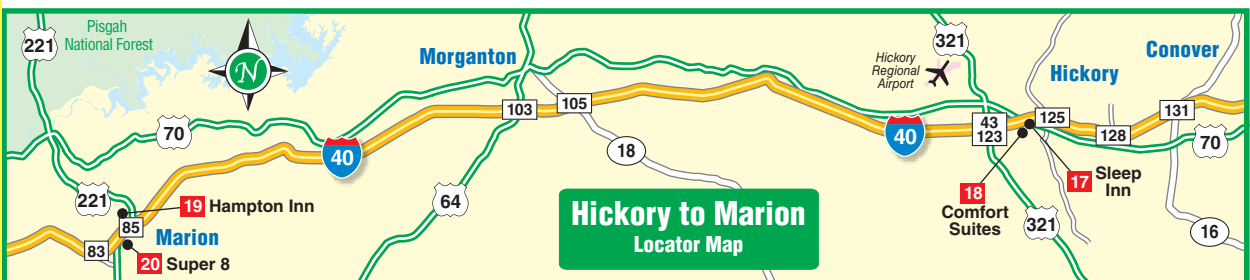 221
Pisgah
National Forest
N
Morganton
321
Hickory
Regional
Airport
Hickory
Conover
70
40
103
105
40
43
123
125
128
131
70
18
221
19 Hampton Inn
64
Hickory to Marion
Locator Map
18
Comfort
Suites
17 Sleep
Inn
321
16
85
Marion
83
20 Super 8